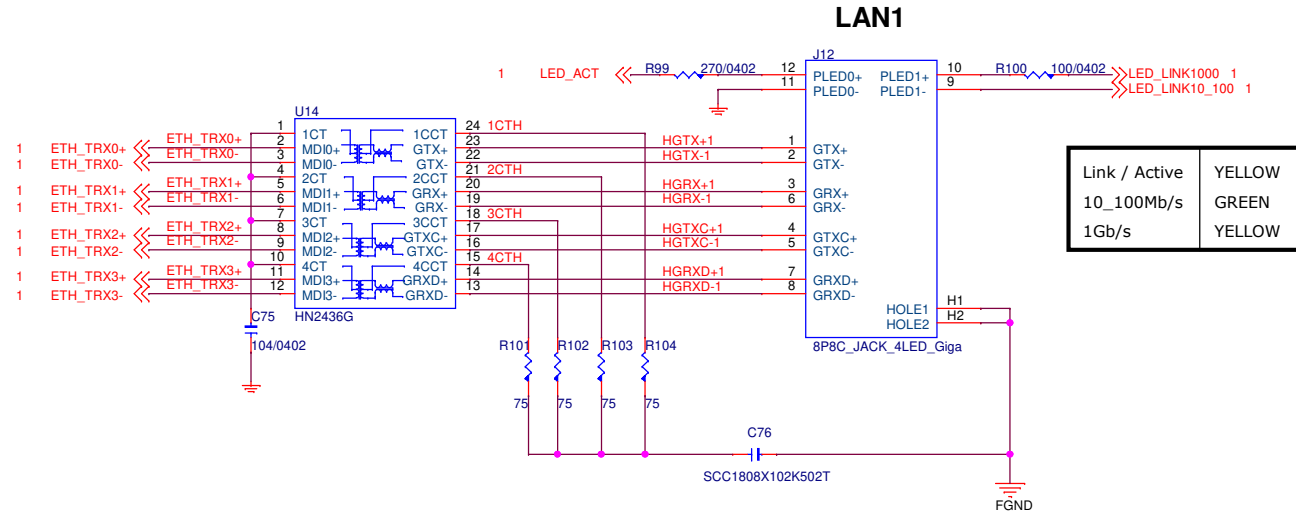 LAN1
J12
1 LED_ACT R99 270/0402 12 PLED0+ PLED1+ 10 R100 100/0402 LED_LINK1000 1
11 PLED0- PLED1- 9 LED_LINK10_100 1
U14
1 1CT 1CCT 24 1CTH
1 ETH_TRX0+ ETH_TRX0+ 2 MDI0+ GTX+ 23 HGTX+1 1 GTX+
1 ETH_TRX0- ETH_TRX0- 3 MDI0- GTX- 22 HGTX-1 2 GTX-
4 2CT 2CCT 21 2CTH
1 ETH_TRX1+ ETH_TRX1+ 5 MDI1+ GRX+ 20 HGRX+1 3 GRX+
1 ETH_TRX1- ETH_TRX1- 6 MDI1- GRX- 19 HGRX-1 6 GRX-
7 3CT 3CCT 18 3CTH
1 ETH_TRX2+ ETH_TRX2+ 8 MDI2+ GTXC+ 17 HGTXC+1 4 GTXC+
1 ETH_TRX2- ETH_TRX2- 9 MDI2- GTXC- 16 HGTXC-1 5 GTXC-
10 4CT 4CCT 15 4CTH
1 ETH_TRX3+ ETH_TRX3+ 11 MDI3+ GRXD+ 14 HGRXD+1 7 GRXD+
1 ETH_TRX3- ETH_TRX3- 12 MDI3- GRXD- 13 HGRXD-1 8 GRXD-
Link / Active YELLOW
10_100Mb/s GREEN
1Gb/s YELLOW
HOLE1 H1
HOLE2 H2
C75
HN2436G
104/0402
8P8C_JACK_4LED_Giga
R101 R102 R103 R104
75 75 75 75
C76
SCC1808X102K502T
FGND